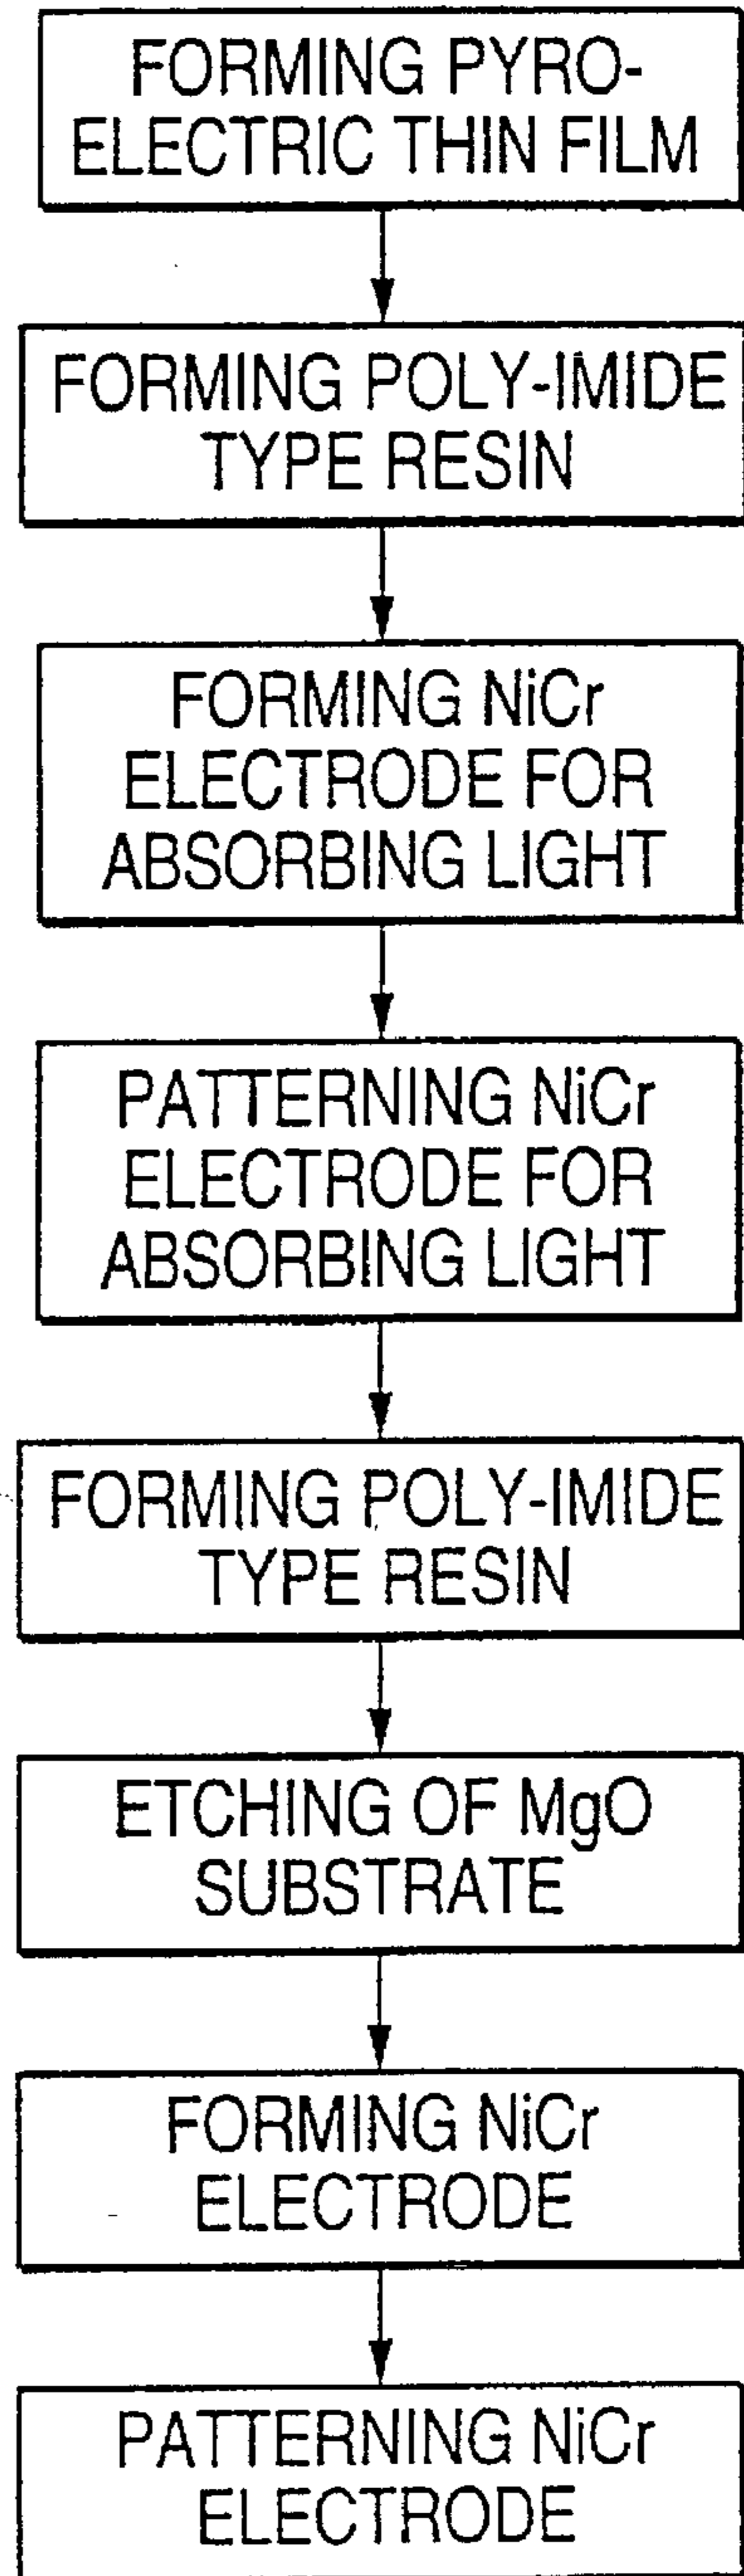 FORMING PYRO-
ELECTRIC THIN FILM
FORMING POLY-IMIDE
TYPE RESIN
FORMING NiCr
ELECTRODE FOR
ABSORBING LIGHT
PATTERNING NiCr
ELECTRODE FOR
ABSORBING LIGHT
FORMING POLY-IMIDE
TYPE RESIN
ETCHING OF MgO
SUBSTRATE
FORMING NiCr
ELECTRODE
PATTERNING NiCr
ELECTRODE